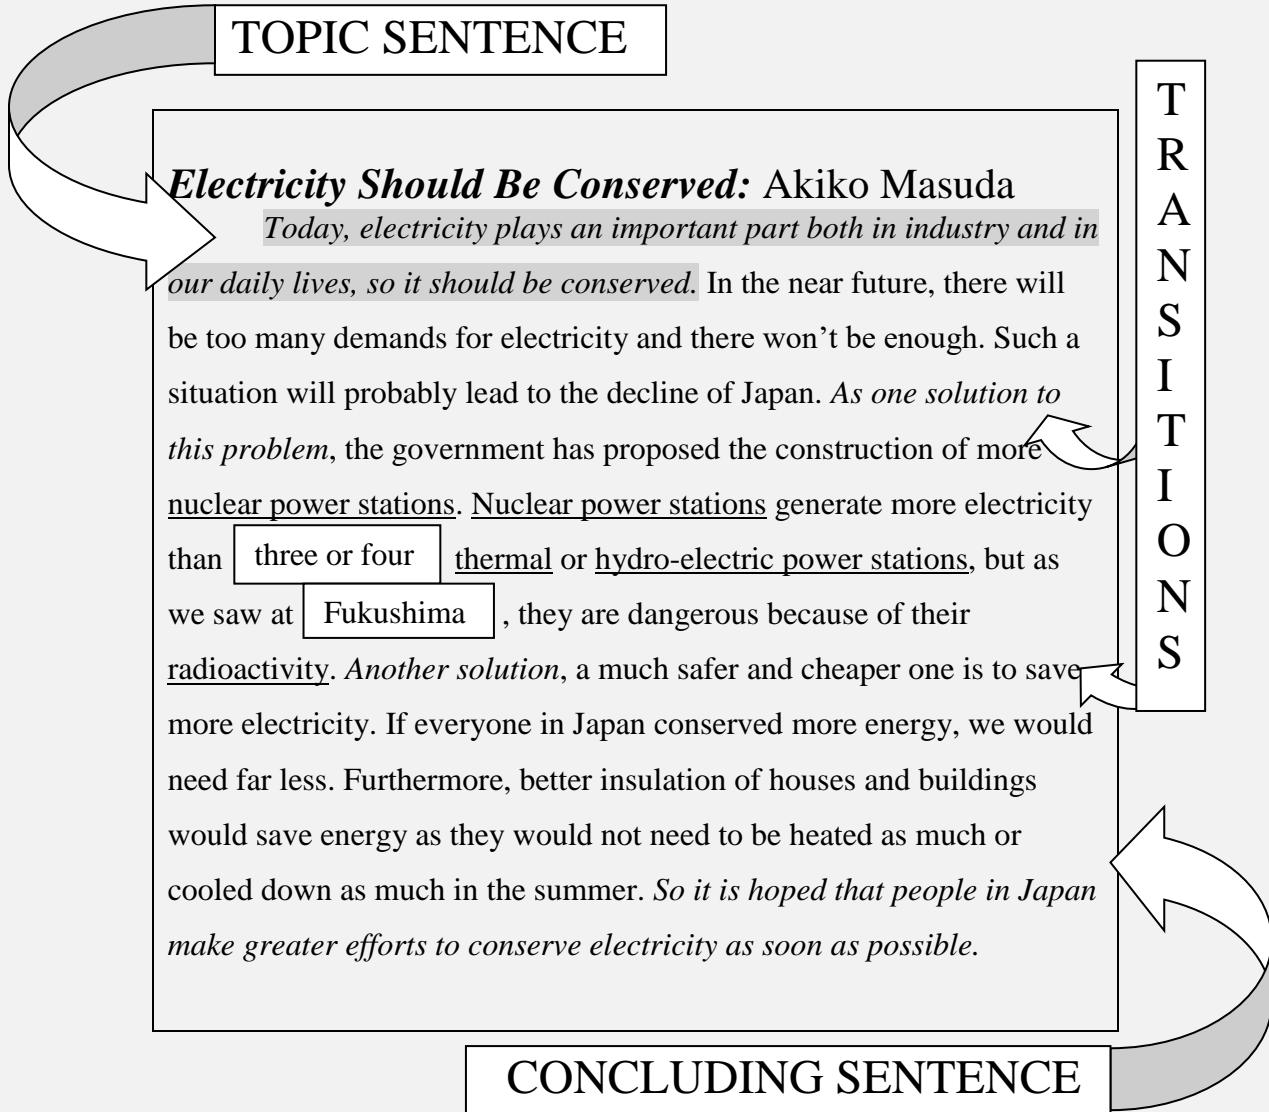 TOPIC SENTENCE
T
R
A
N
S
I
T
I
O
N
S
Electricity Should Be Conserved: Akiko Masuda
Today, electricity plays an important part both in industry and in
our daily lives, so it should be conserved. In the near future, there will
be too many demands for electricity and there won’t be enough. Such a
situation will probably lead to the decline of Japan. As one solution to
this problem, the government has proposed the construction of more
nuclear power stations. Nuclear power stations generate more electricity
than three or four thermal or hydro-electric power stations, but as
we saw at Fukushima , they are dangerous because of their
radioactivity. Another solution, a much safer and cheaper one is to save
more electricity. If everyone in Japan conserved more energy, we would
need far less. Furthermore, better insulation of houses and buildings
would save energy as they would not need to be heated as much or
cooled down as much in the summer. So it is hoped that people in Japan
make greater efforts to conserve electricity as soon as possible.
CONCLUDING SENTENCE